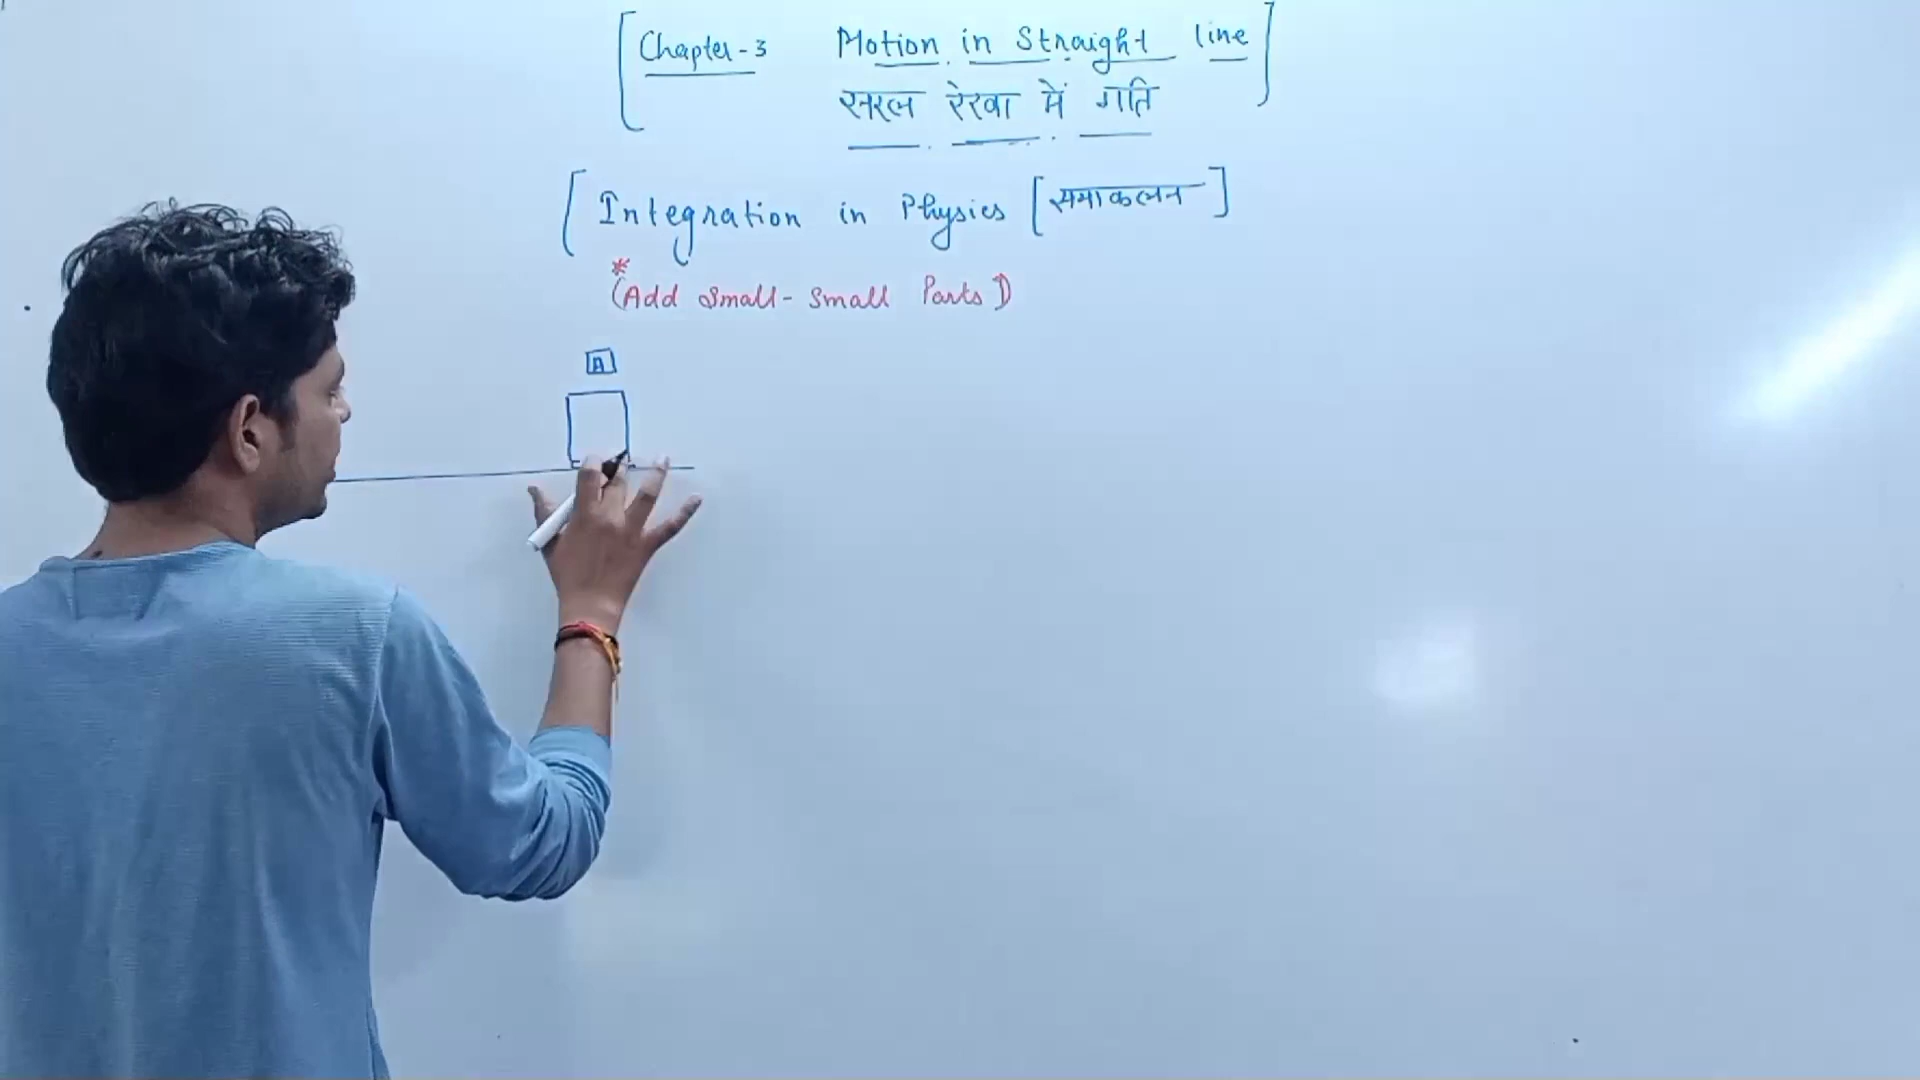 [Chapter-3 Motion in Straight line]
सरल रेखा में गति
[Integration in Physics [समाकलन]
*
(Add small-small Parts)
A